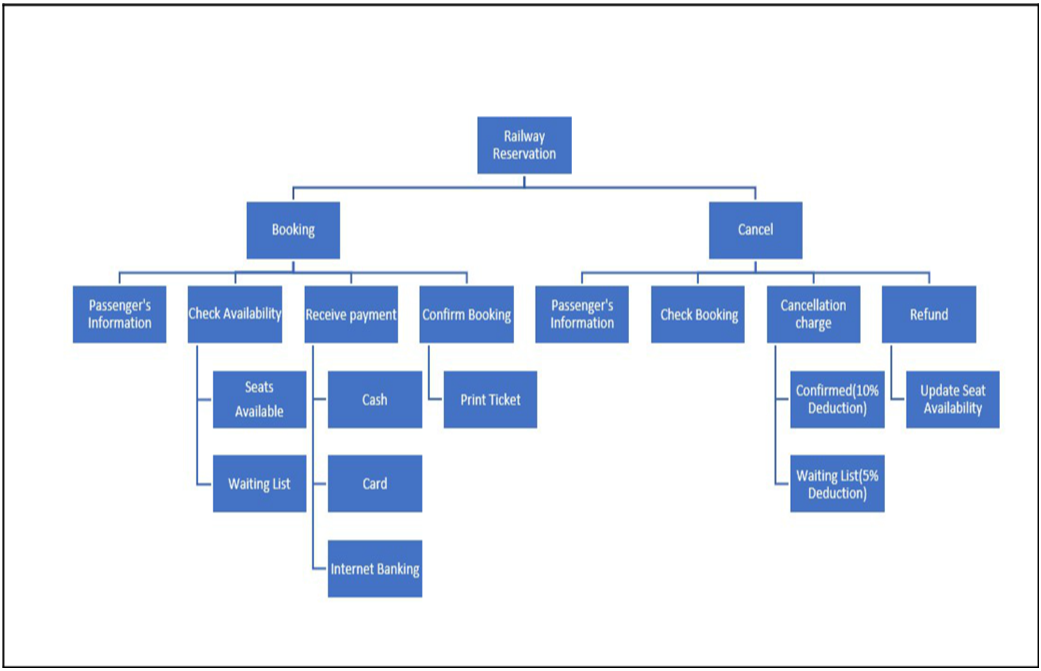 Railway
Reservation
Booking
Cancel
Passenger's
Information
Check Availability
Receive payment
Confirm Booking
Passenger's
Information
Check Booking
Cancellation
charge
Refund
Seats
Available
Cash
Print Ticket
Confirmed(10%
Deduction)
Update Seat
Availability
Waiting List
Card
Waiting List(5%
Deduction)
Internet Banking